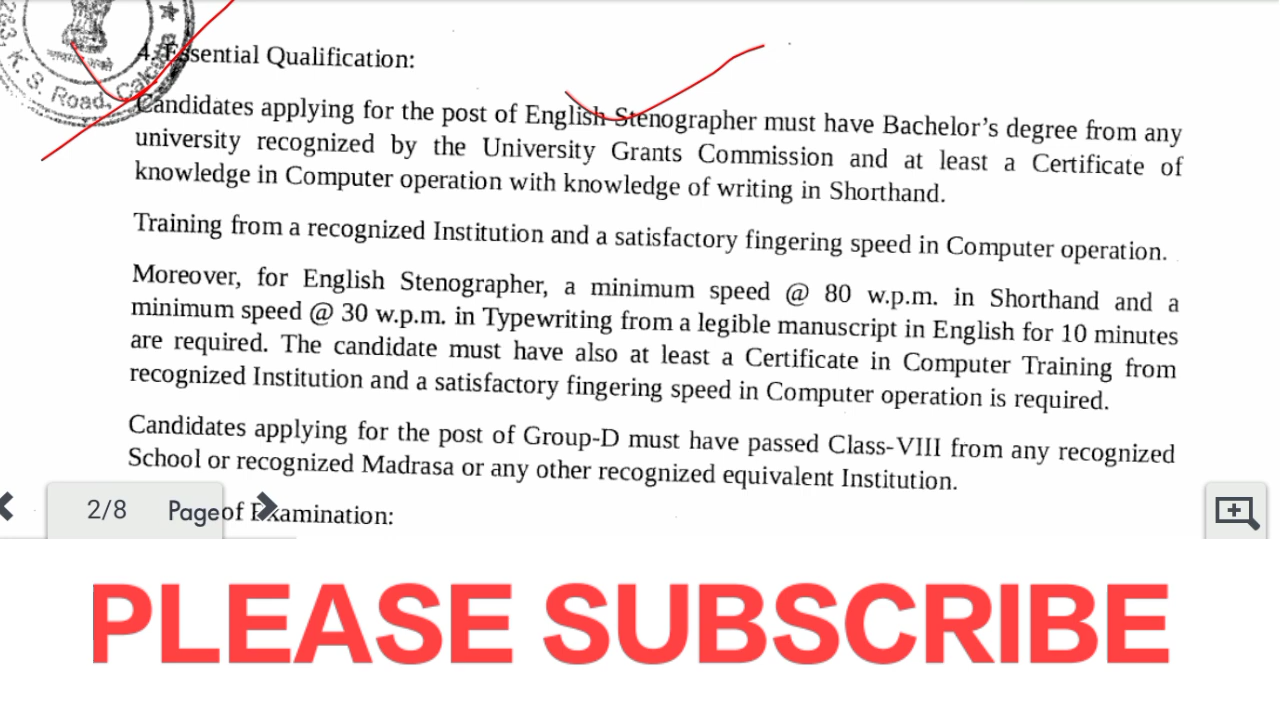 283, K. S. Road, Calcu
4. Essential Qualification:
Candidates applying for the post of English Stenographer must have Bachelor's degree from any
university recognized by the University Grants Commission and at least a Certificate of
knowledge in Computer operation with knowledge of writing in Shorthand.
Training from a recognized Institution and a satisfactory fingering speed in Computer operation.
Moreover, for English Stenographer, a minimum speed @ 80 w.p.m. in Shorthand and a
minimum speed @ 30 w.p.m. in Typewriting from a legible manuscript in English for 10 minutes
are required. The candidate must have also at least a Certificate in Computer Training from
recognized Institution and a satisfactory fingering speed in Computer operation is required.
Candidates applying for the post of Group-D must have passed Class-VIII from any recognized
School or recognized Madrasa or any other recognized equivalent Institution.
of Examination:
2/8 Page
PLEASE SUBSCRIBE